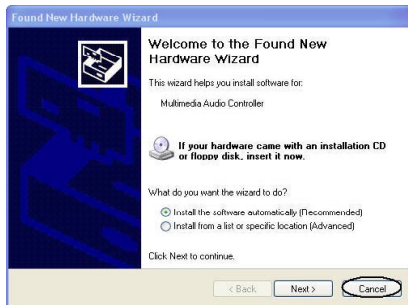 Found New Hardware Wizard
Welcome to the Found New
Hardware Wizard
This wizard helps you install software for:
Multimedia Audio Controller
If your hardware came with an installation CD
or floppy disk, insert it now.
What do you want the wizard to do?
Install the software automatically (Recommended)
Install from a list or specific location (Advanced)
Click Next to continue.
< Back Next > Cancel